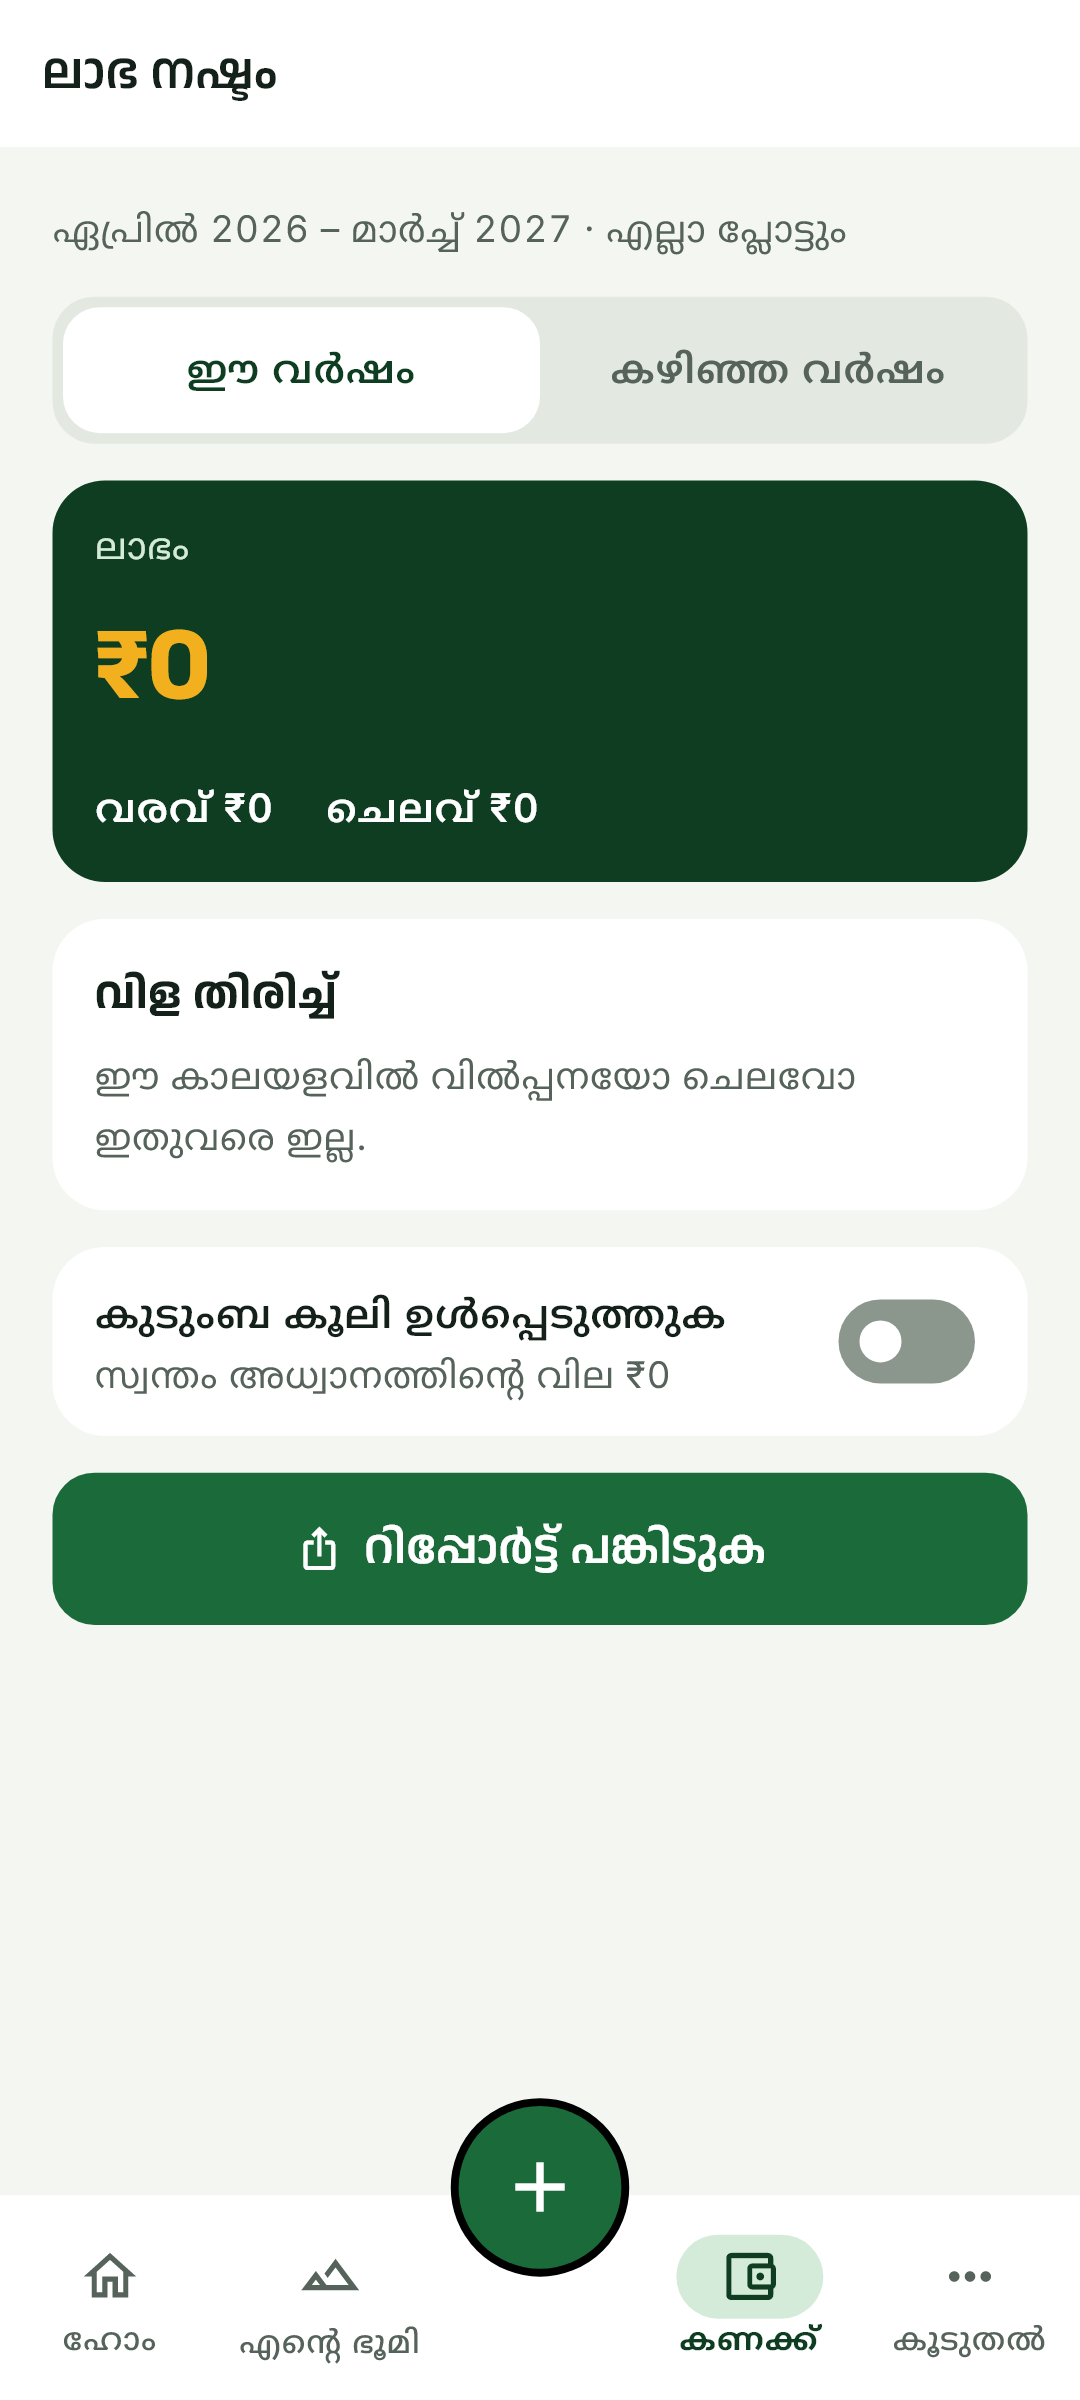 ലാഭ നഷ്ടം
ഏപ്രിൽ 2026 – മാർച്ച് 2027 · എല്ലാ പ്ലോട്ടും
ഈ വർഷം
കഴിഞ്ഞ വർഷം
ലാഭം
₹0
വരവ് ₹0 ചെലവ് ₹0
വിള തിരിച്ച്
ഈ കാലയളവിൽ വിൽപ്പനയോ ചെലവോ
ഇതുവരെ ഇല്ല.
കുടുംബ കൂലി ഉൾപ്പെടുത്തുക
സ്വന്തം അധ്വാനത്തിന്റെ വില ₹0
റിപ്പോർട്ട് പങ്കിടുക
ഹോം
എന്റെ ഭൂമി
കണക്ക്
കൂടുതൽ